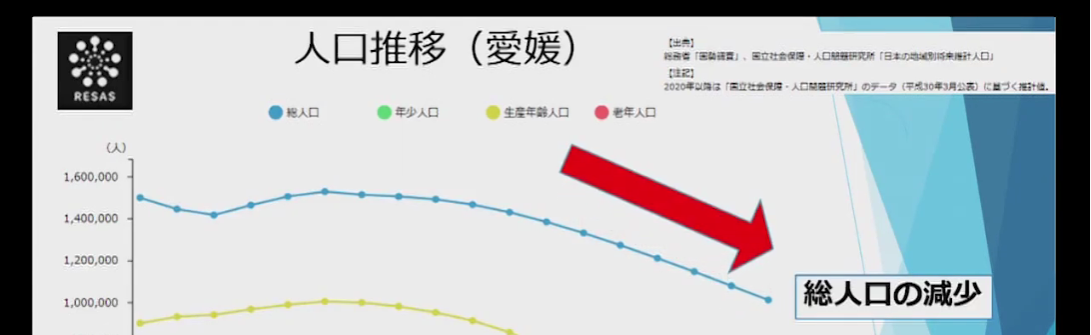 RESAS
人口推移（愛媛）
【出典】
総務省「国勢調査」、国立社会保障・人口問題研究所「日本の地域別将来推計人口」
【注記】
2020年以降は「国立社会保障・人口問題研究所」のデータ（平成30年3月公表）に基づく推計値。
総人口 年少人口 生産年齢人口 老年人口
（人）
1,600,000
1,400,000
1,200,000
1,000,000
総人口の減少